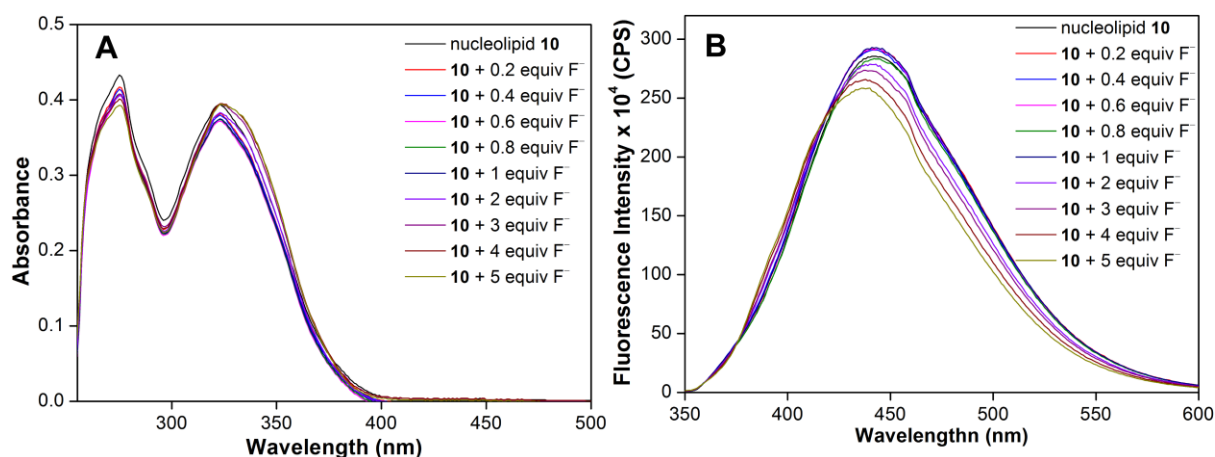 A
Absorbance
0.5
0.4
0.3
0.2
0.1
0.0
nucleolipid 10
10 + 0.2 equiv F⁻
10 + 0.4 equiv F⁻
10 + 0.6 equiv F⁻
10 + 0.8 equiv F⁻
10 + 1 equiv F⁻
10 + 2 equiv F⁻
10 + 3 equiv F⁻
10 + 4 equiv F⁻
10 + 5 equiv F⁻
300 350 400 450 500
Wavelength (nm)
B
Fluorescence Intensity x 10⁴ (CPS)
300
250
200
150
100
50
0
nucleolipid 10
10 + 0.2 equiv F⁻
10 + 0.4 equiv F⁻
10 + 0.6 equiv F⁻
10 + 0.8 equiv F⁻
10 + 1 equiv F⁻
10 + 2 equiv F⁻
10 + 3 equiv F⁻
10 + 4 equiv F⁻
10 + 5 equiv F⁻
350 400 450 500 550 600
Wavelengthn (nm)